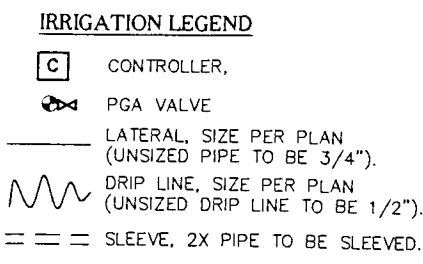 IRRIGATION LEGEND
C CONTROLLER,
PGA VALVE
LATERAL, SIZE PER PLAN
(UNSIZED PIPE TO BE 3/4").
DRIP LINE, SIZE PER PLAN
(UNSIZED DRIP LINE TO BE 1/2").
SLEEVE, 2X PIPE TO BE SLEEVED.